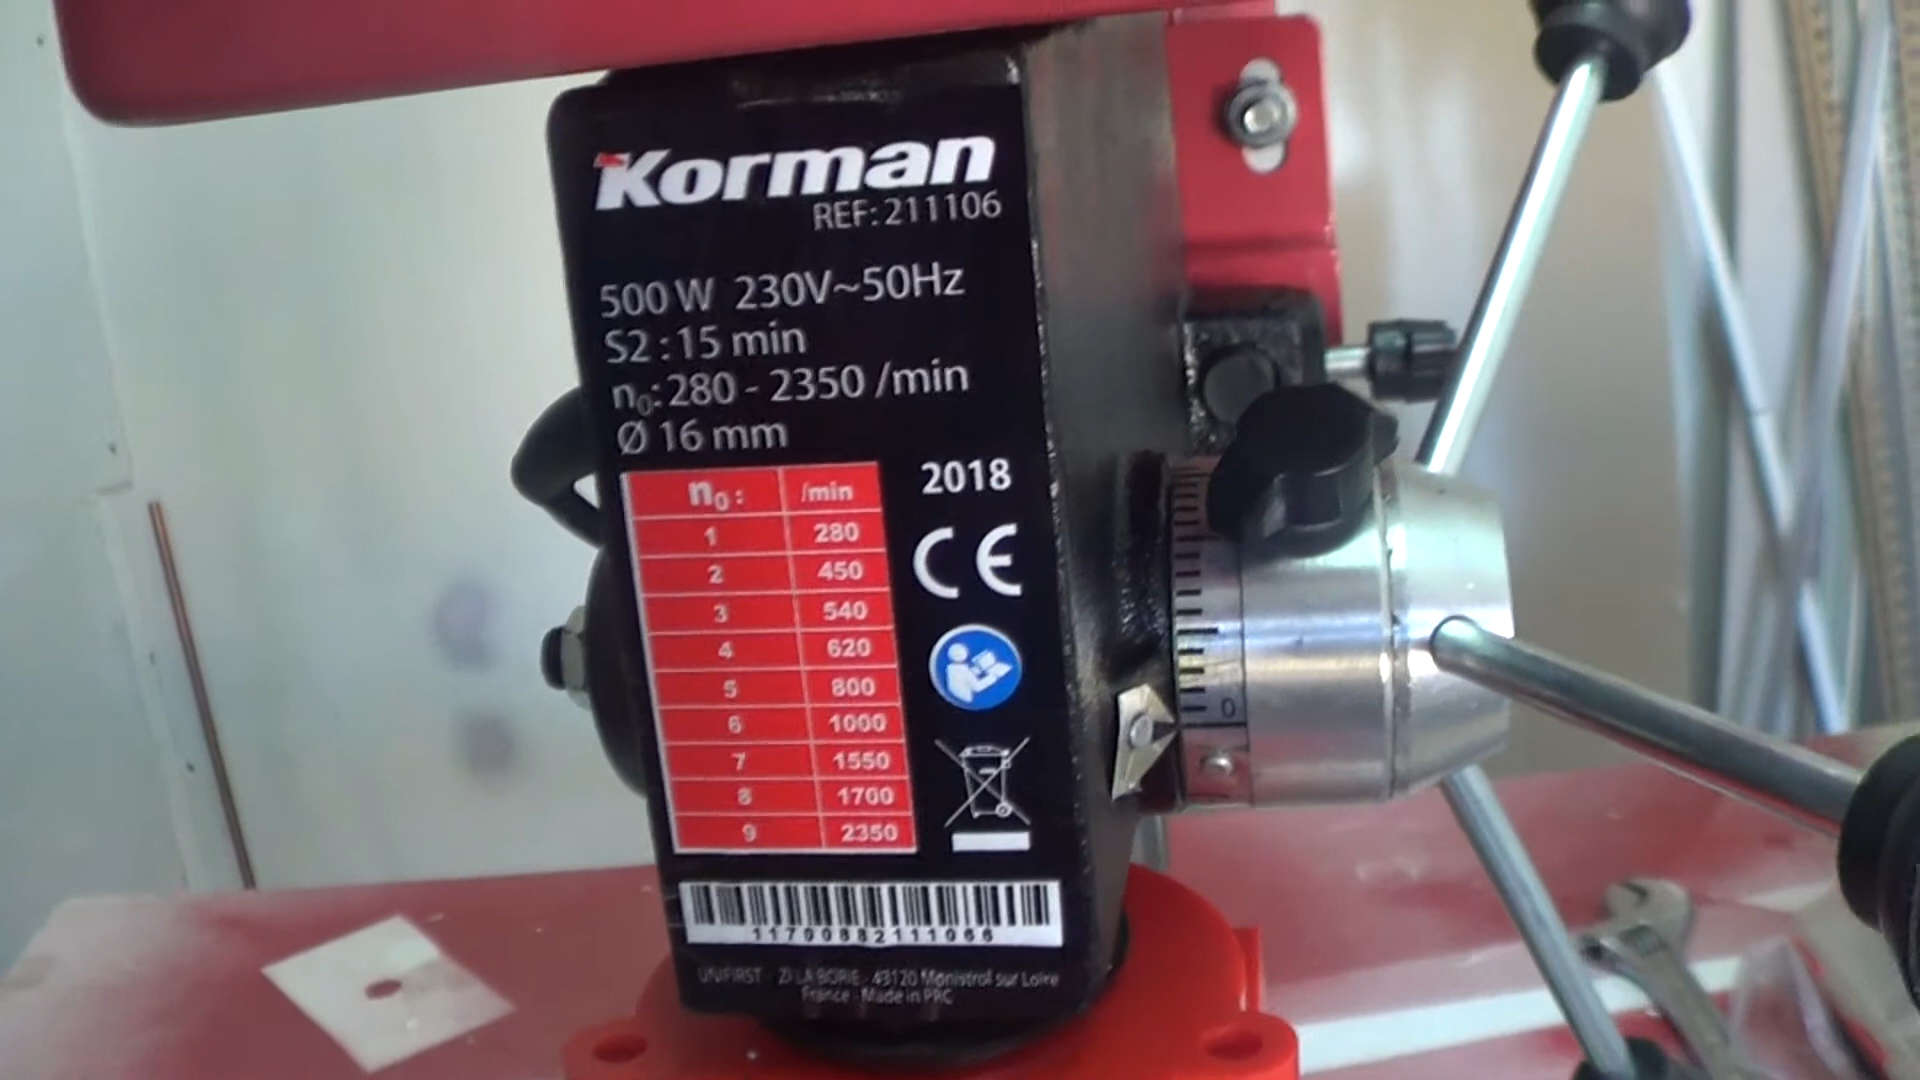 Korman
REF: 211106
500 W 230V~50Hz
S2 : 15 min
n₀: 280 - 2350 /min
Ø 16 mm
2018
n₀ : /min
1 280
2 450
3 540
4 620
5 800
6 1000
7 1550
8 1700
9 2350
CE
0
UNIFIRST - ZI LA BORIE - 43120 Monistrol sur Loire
France - Made in PRC